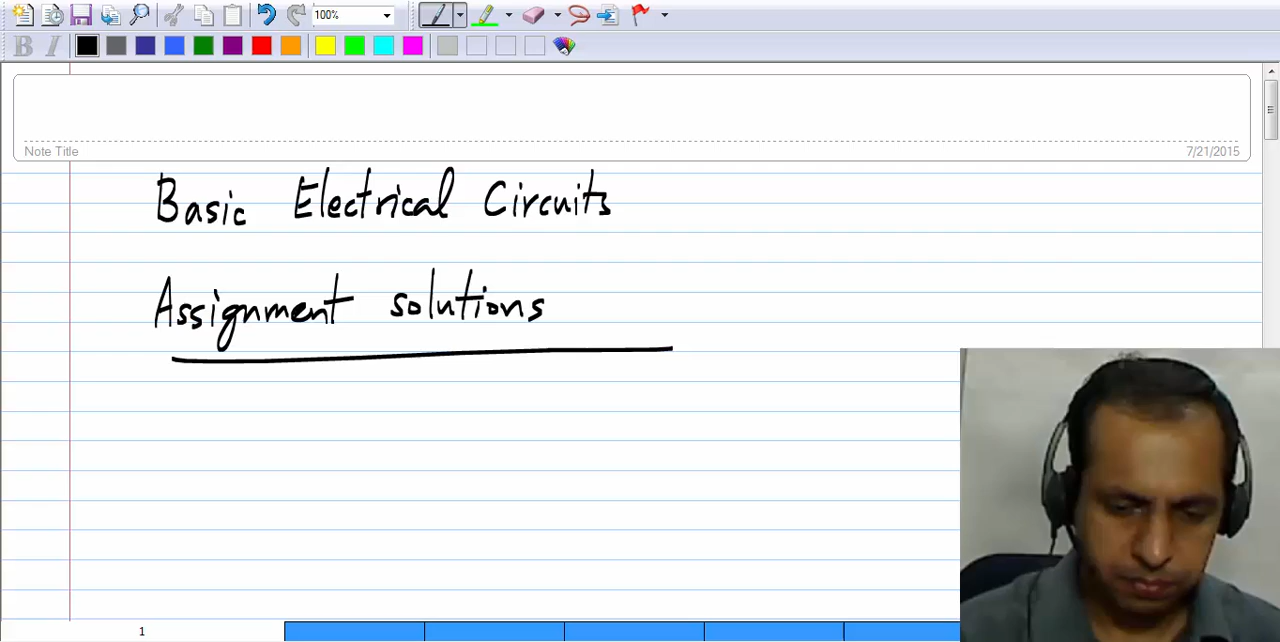 100%
B I
Note Title
7/21/2015
Basic Electrical Circuits
Assignment solutions
1